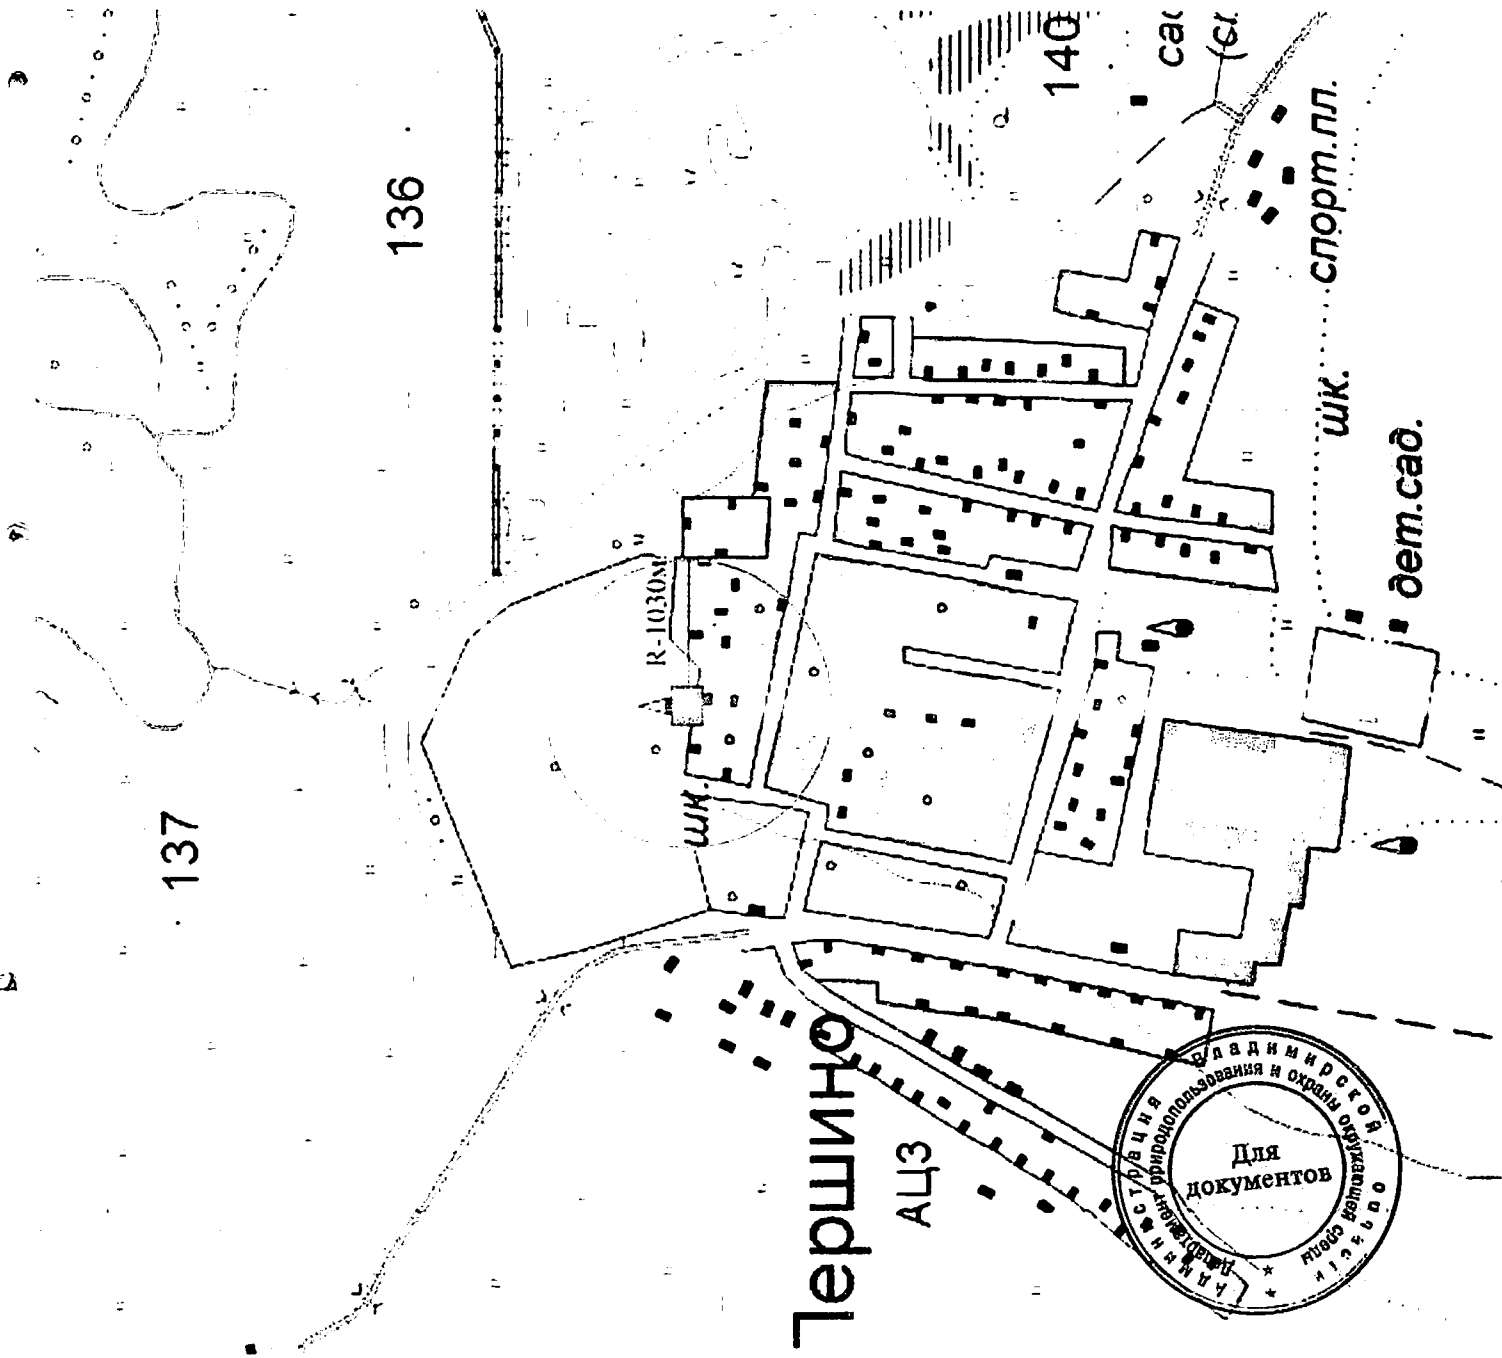 136
137
140
спорт.пл.
шк.
дет.сад.
R-1030м
шк.
Першино
АЦЗ
Администрация Владимирской области
Департамент природопользования и охраны окружающей среды
Для
документов